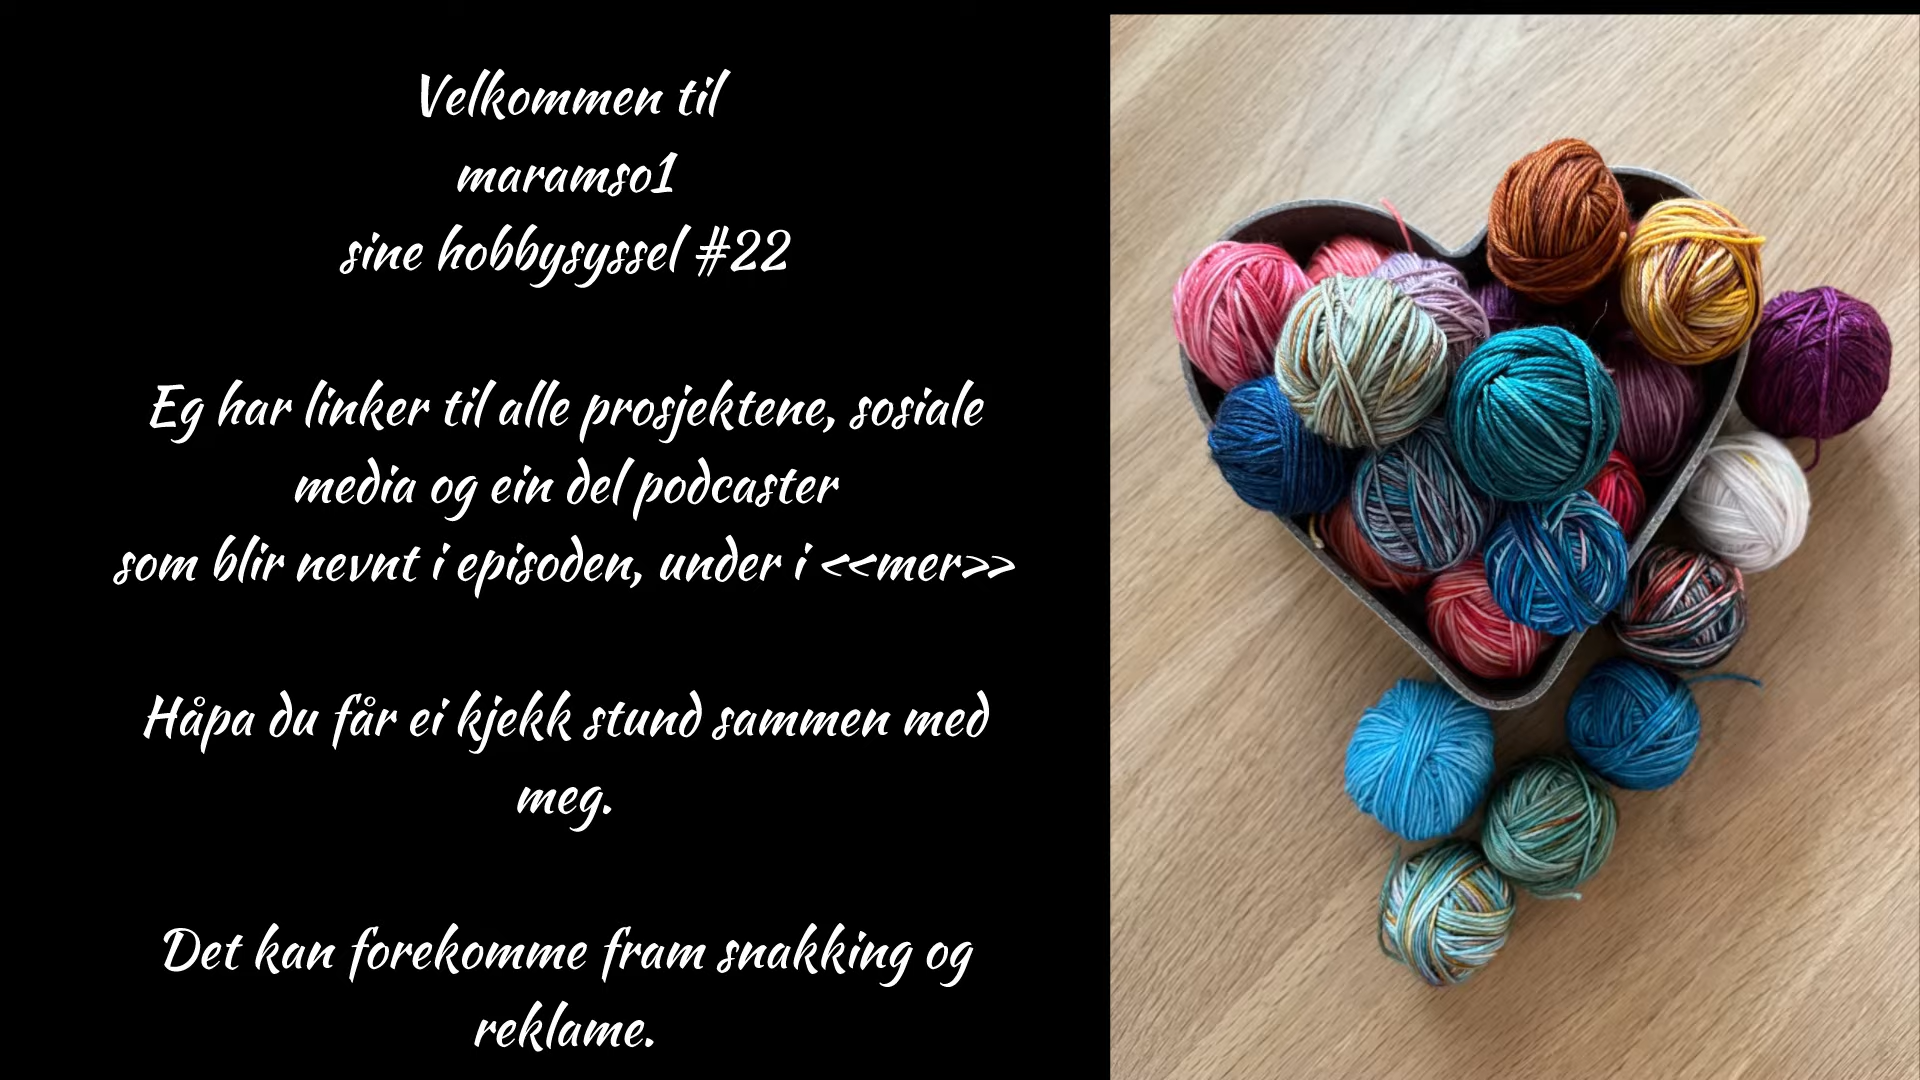 Velkommen til
maramso1
sine hobbysyssel #22
Eg har linker til alle prosjektene, sosiale
media og ein del podcaster
som blir nevnt i episoden, under i <<mer>>
Håpa du får ei kjekk stund sammen med
meg.
Det kan forekomme fram snakking og
reklame.